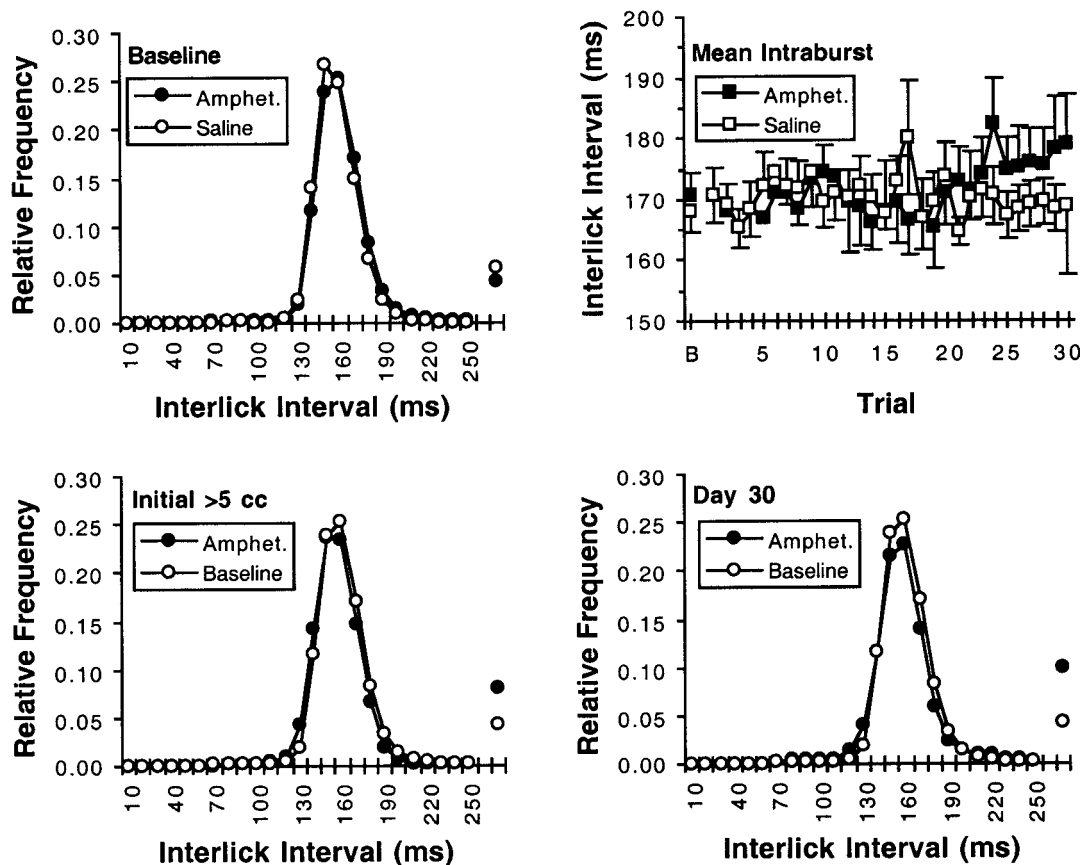 Baseline
Amphet.
Saline
Relative Frequency
0.30
0.25
0.20
0.15
0.10
0.05
0.00
10
40
70
100
130
160
190
220
250
Interlick Interval (ms)
Mean Intraburst
Amphet.
Saline
Interlick Interval (ms)
200
190
180
170
160
150
B
5
10
15
20
25
30
Trial
Initial >5 cc
Amphet.
Baseline
Relative Frequency
0.30
0.25
0.20
0.15
0.10
0.05
0.00
10
40
70
100
130
160
190
220
250
Interlick Interval (ms)
Day 30
Amphet.
Baseline
Relative Frequency
0.30
0.25
0.20
0.15
0.10
0.05
0.00
10
40
70
100
130
160
190
220
250
Interlick Interval (ms)